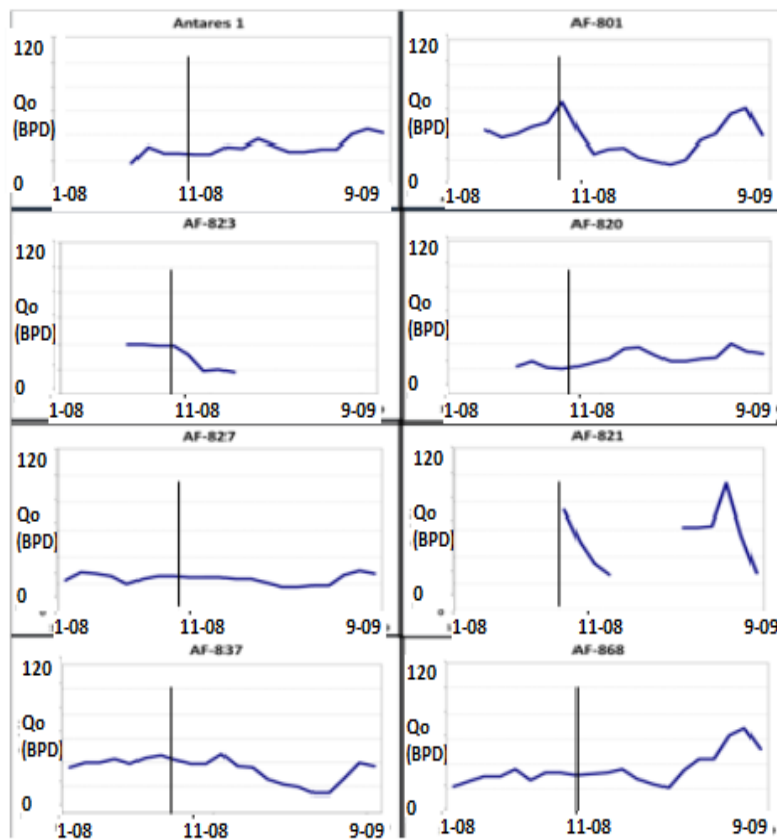 Antares 1
120
Qo
(BPD)
0
1-08 11-08 9-09
AF-801
120
Qo
(BPD)
0
1-08 11-08 9-09
AF-823
120
Qo
(BPD)
0
1-08 11-08 9-09
AF-820
120
Qo
(BPD)
0
1-08 11-08 9-09
AF-827
120
Qo
(BPD)
0
1-08 11-08 9-09
AF-821
120
Qo
(BPD)
0
1-08 11-08 9-09
AF-837
120
Qo
(BPD)
0
1-08 11-08 9-09
AF-868
120
Qo
(BPD)
0
1-08 11-08 9-09